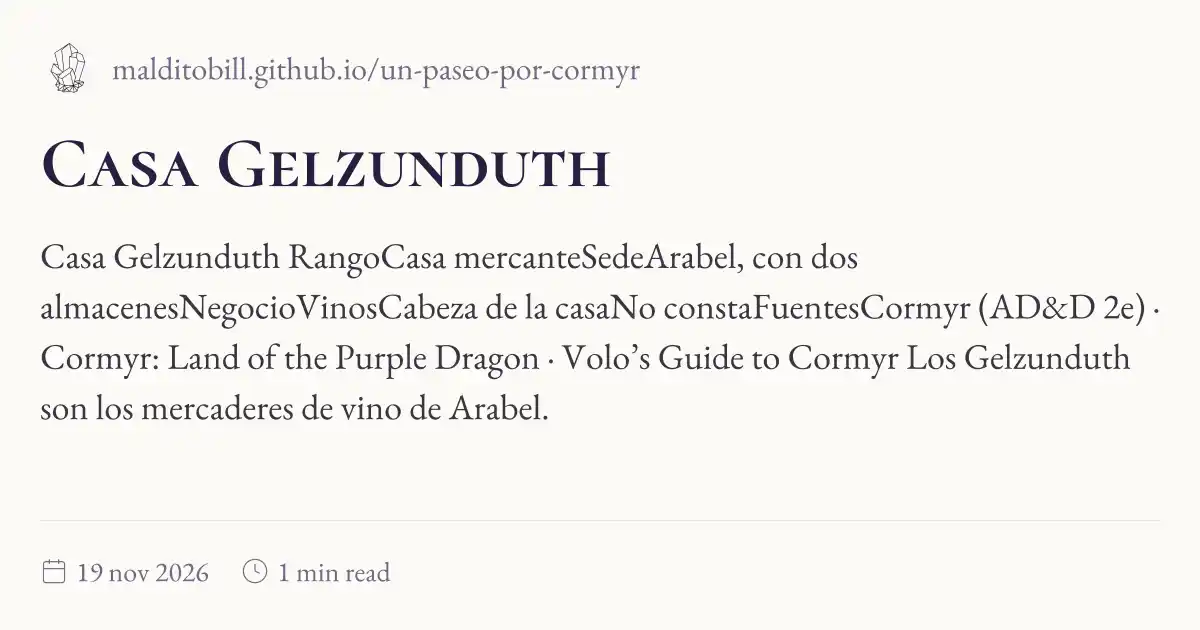 malditobill.github.io/un-paseo-por-cormyr
Casa Gelzunduth
Casa Gelzunduth RangoCasa mercanteSedeArabel, con dos
almacenesNegocioVinosCabeza de la casaNo constaFuentesCormyr (AD&D 2e) ·
Cormyr: Land of the Purple Dragon · Volo’s Guide to Cormyr Los Gelzunduth
son los mercaderes de vino de Arabel.
19 nov 2026 1 min read